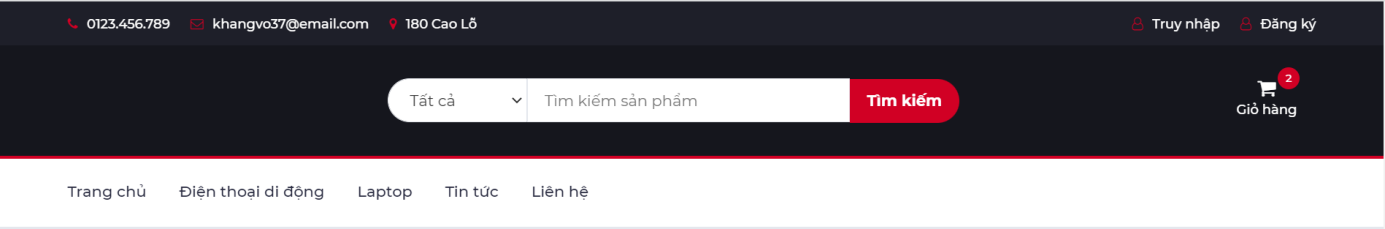 0123.456.789 khangvo37@email.com 180 Cao Lỗ Truy nhập Đăng ký
Tất cả Tìm kiếm sản phẩm Tìm kiếm 2
Giỏ hàng
Trang chủ Điện thoại di động Laptop Tin tức Liên hệ